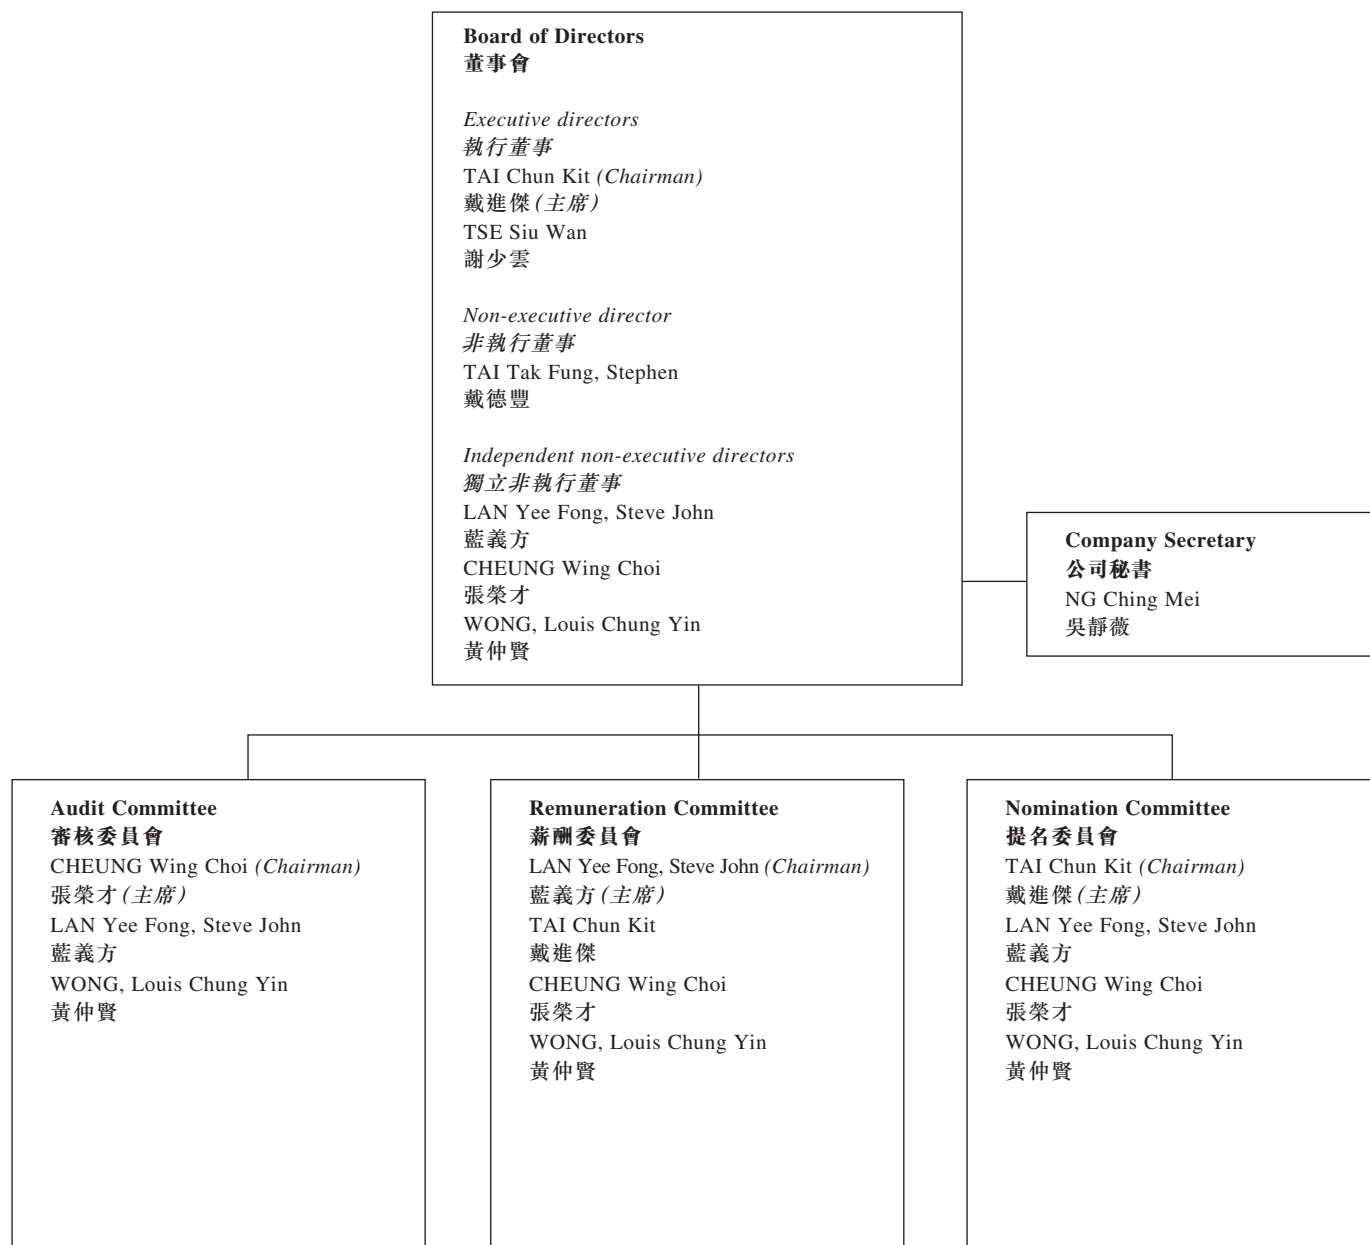 Board of Directors
董事會
Executive directors
執行董事
TAI Chun Kit (Chairman)
戴進傑(主席)
TSE Siu Wan
謝少雲
Non-executive director
非執行董事
TAI Tak Fung, Stephen
戴德豐
Independent non-executive directors
獨立非執行董事
LAN Yee Fong, Steve John
藍義方
CHEUNG Wing Choi
張榮才
WONG, Louis Chung Yin
黃仲賢
Company Secretary
公司秘書
NG Ching Mei
吳靜薇
Audit Committee
審核委員會
CHEUNG Wing Choi (Chairman)
張榮才(主席)
LAN Yee Fong, Steve John
藍義方
WONG, Louis Chung Yin
黃仲賢
Remuneration Committee
薪酬委員會
LAN Yee Fong, Steve John (Chairman)
藍義方(主席)
TAI Chun Kit
戴進傑
CHEUNG Wing Choi
張榮才
WONG, Louis Chung Yin
黃仲賢
Nomination Committee
提名委員會
TAI Chun Kit (Chairman)
戴進傑(主席)
LAN Yee Fong, Steve John
藍義方
CHEUNG Wing Choi
張榮才
WONG, Louis Chung Yin
黃仲賢